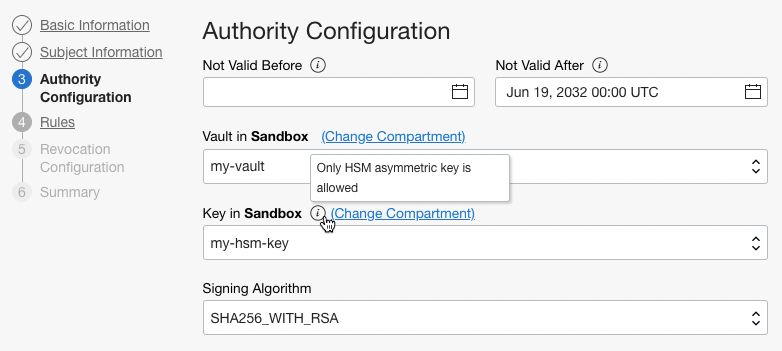 Basic Information
Subject Information
3 Authority
Configuration
4 Rules
5 Revocation
Configuration
6 Summary
Authority Configuration
Not Valid Before i
Not Valid After i
Jun 19, 2032 00:00 UTC
Vault in Sandbox (Change Compartment)
my-vault
Only HSM asymmetric key is
allowed
Key in Sandbox i (Change Compartment)
my-hsm-key
Signing Algorithm
SHA256_WITH_RSA